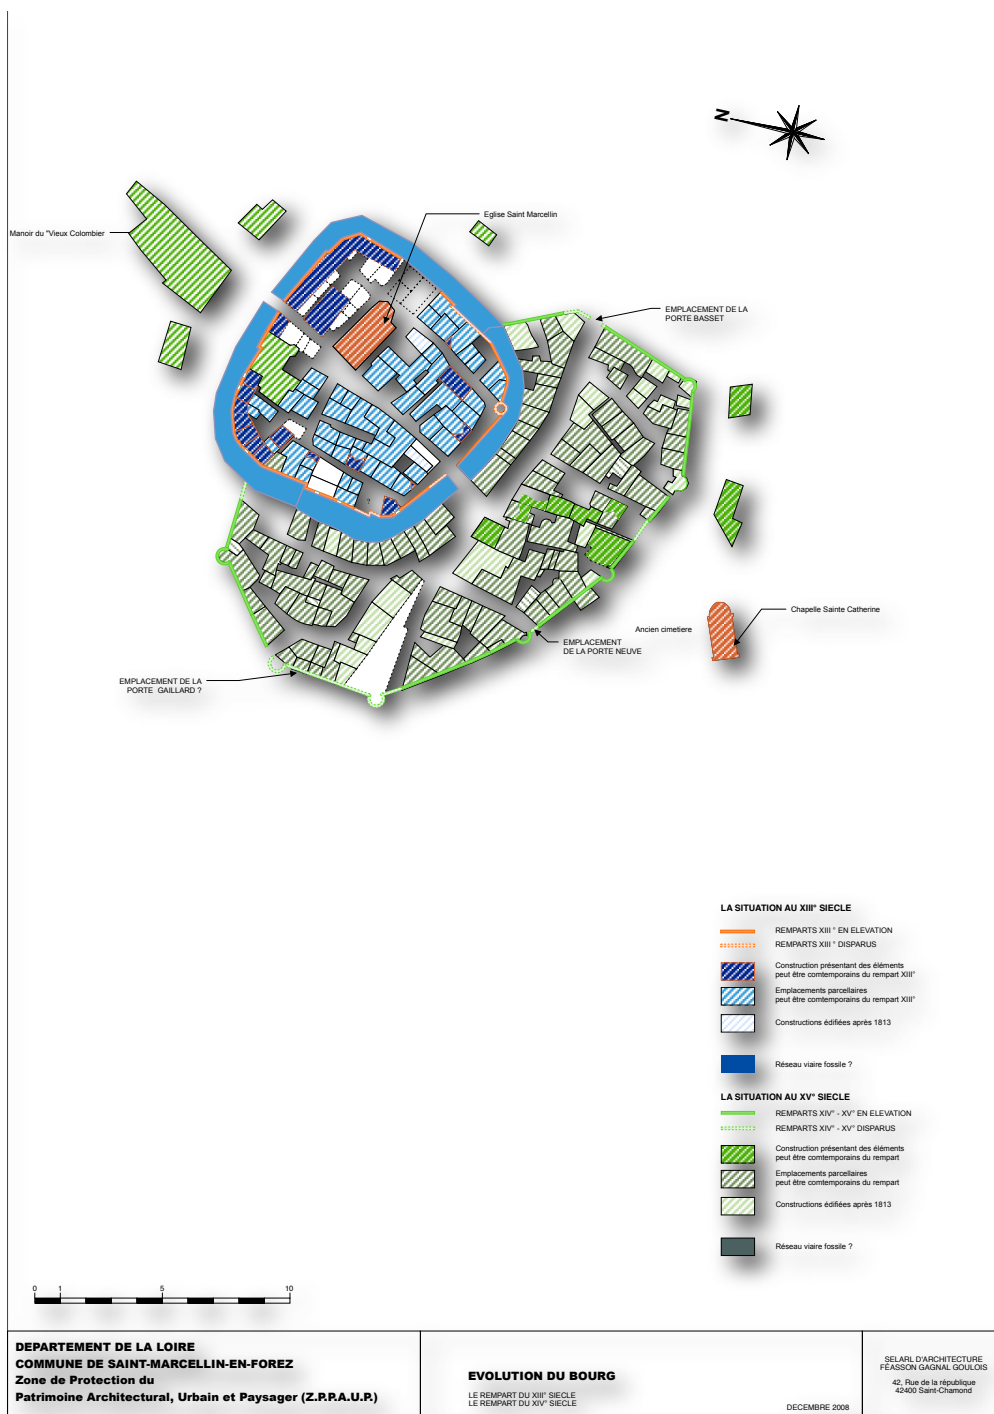 N
Eglise Saint Marcellin
Manoir du "Vieux Colombier
EMPLACEMENT DE LA
PORTE BASSET
?
Chapelle Sainte Catherine
Ancien cimetiere
EMPLACEMENT
DE LA PORTE NEUVE
EMPLACEMENT DE LA
PORTE GAILLARD ?
LA SITUATION AU XIII° SIECLE
REMPARTS XIII ° EN ELEVATION
REMPARTS XIII ° DISPARUS
Construction présentant des éléments
peut être comtemporains du rempart XIII°
Emplacements parcellaires
peut être comtemporains du rempart XIII°
Constructions édifiées après 1813
Réseau viaire fossile ?
LA SITUATION AU XV° SIECLE
REMPARTS XIV° - XV° EN ELEVATION
REMPARTS XIV° - XV° DISPARUS
Construction présentant des éléments
peut être comtemporains du rempart
Emplacements parcellaires
peut être comtemporains du rempart
Constructions édifiées après 1813
Réseau viaire fossile ?
0 1 5 10
DEPARTEMENT DE LA LOIRE
COMMUNE DE SAINT-MARCELLIN-EN-FOREZ
Zone de Protection du
Patrimoine Architectural, Urbain et Paysager (Z.P.P.A.U.P.)
EVOLUTION DU BOURG
LE REMPART DU XIII° SIECLE
LE REMPART DU XIV° SIECLE
DECEMBRE 2008
SELARL D'ARCHITECTURE
FÉASSON GAGNAL GOULOIS
42, Rue de la république
42400 Saint-Chamond